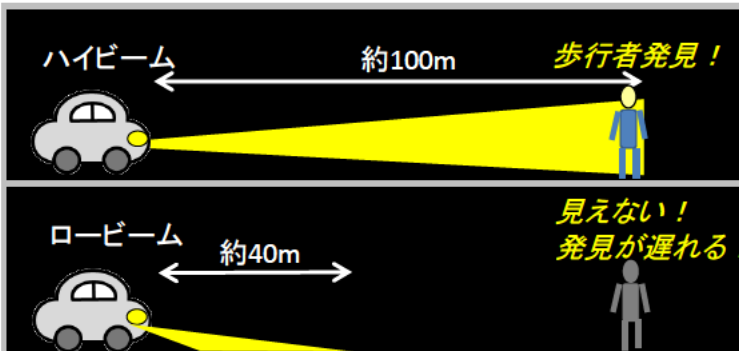 ハイビーム
約100m
歩行者発見！
ロービーム
約40m
見えない！
発見が遅れる！